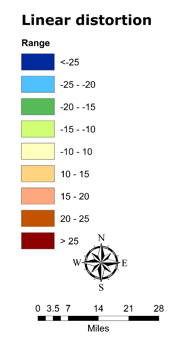 Linear distortion
Range
<-25
-25 - -20
-20 - -15
-15 - -10
-10 - 10
10 - 15
15 - 20
20 - 25
> 25
N
W E
S
0 3.5 7 14 21 28
Miles